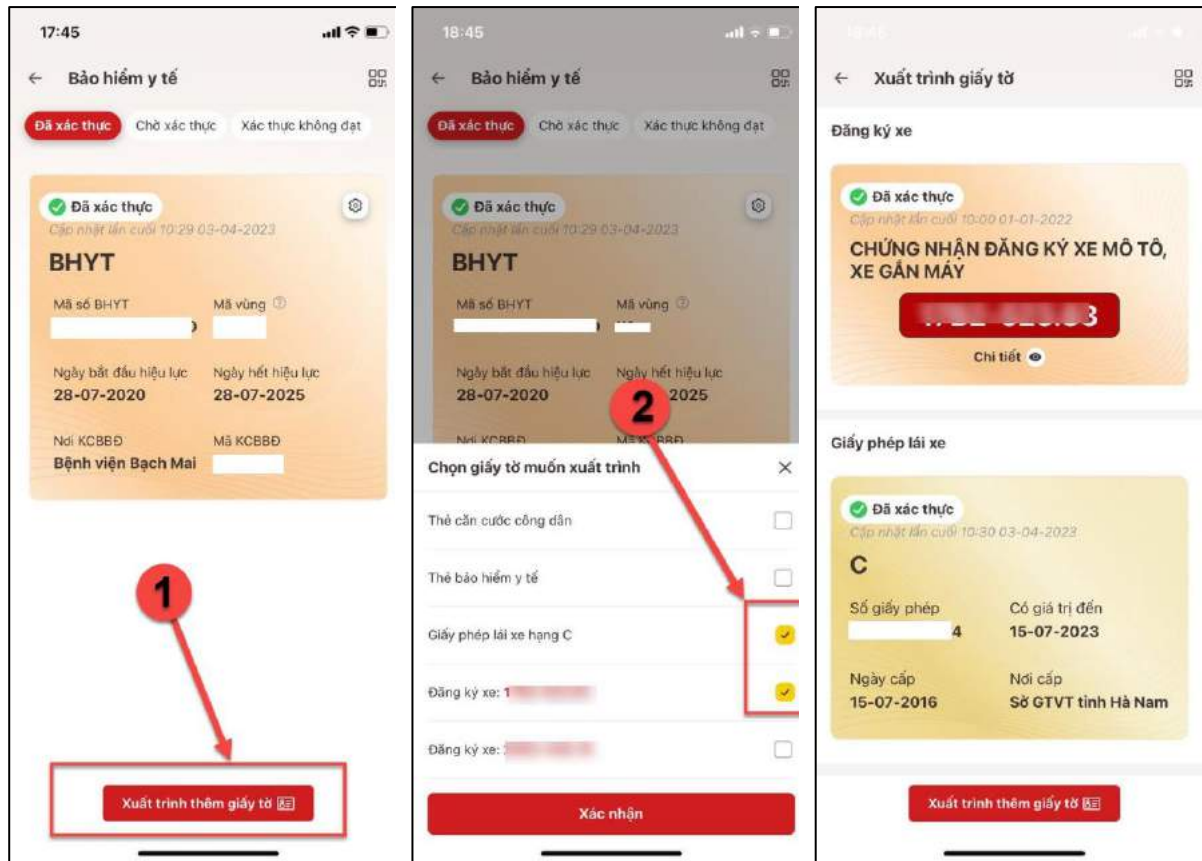 17:45
Bảo hiểm y tế
Đã xác thực Chờ xác thực Xác thực không đạt
Đã xác thực
Cập nhật lần cuối 10:29 03-04-2023
BHYT
Mã số BHYT Mã vùng
Ngày bắt đầu hiệu lực Ngày hết hiệu lực
28-07-2020 28-07-2025
Nơi KCBBĐ Mã KCBBĐ
Bệnh viện Bạch Mai
1
Xuất trình thêm giấy tờ
18:45
Bảo hiểm y tế
Đã xác thực Chờ xác thực Xác thực không đạt
Đã xác thực
Cập nhật lần cuối 10:29 03-04-2023
BHYT
Mã số BHYT Mã vùng
Ngày bắt đầu hiệu lực Ngày hết hiệu lực
28-07-2020 2025
2
Nơi KCBBĐ Mã KCBBĐ
Chọn giấy tờ muốn xuất trình
Thẻ căn cước công dân
Thẻ bảo hiểm y tế
Giấy phép lái xe hạng C
Đăng ký xe: 1
Đăng ký xe:
Xác nhận
Xuất trình giấy tờ
Đăng ký xe
Đã xác thực
Cập nhật lần cuối 10:00 01-01-2022
CHỨNG NHẬN ĐĂNG KÝ XE MÔ TÔ,
XE GẮN MÁY
Chi tiết
Giấy phép lái xe
Đã xác thực
Cập nhật lần cuối 10:30 03-04-2023
C
Số giấy phép Có giá trị đến
4 15-07-2023
Ngày cấp Nơi cấp
15-07-2016 Sở GTVT tỉnh Hà Nam
Xuất trình thêm giấy tờ